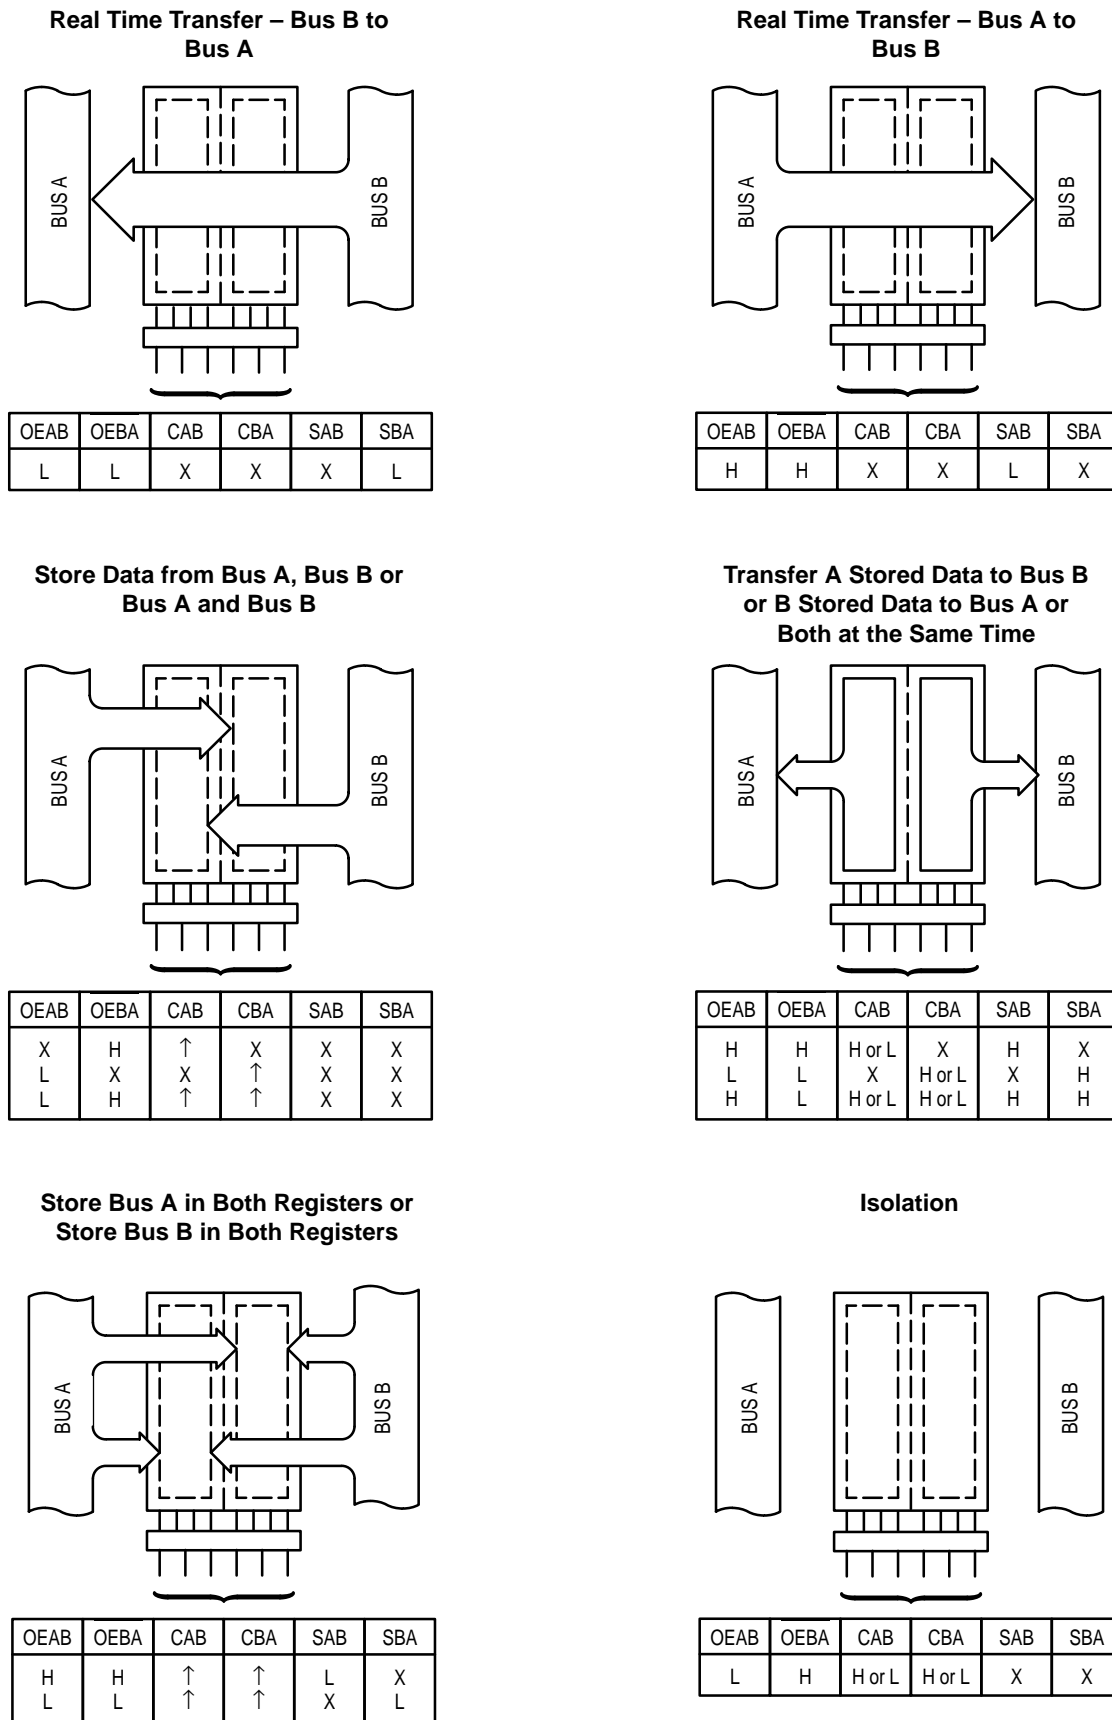 Real Time Transfer – Bus B to
Bus A
BUS A
BUS B
OEAB OEBA CAB CBA SAB SBA
L L X X X L
Real Time Transfer – Bus A to
Bus B
BUS A
BUS B
OEAB OEBA CAB CBA SAB SBA
H H X X L X
Store Data from Bus A, Bus B or
Bus A and Bus B
BUS A
BUS B
OEAB OEBA CAB CBA SAB SBA
X H ↑ X X X
L X X ↑ X X
L H ↑ ↑ X X
Transfer A Stored Data to Bus B
or B Stored Data to Bus A or
Both at the Same Time
BUS A
BUS B
OEAB OEBA CAB CBA SAB SBA
H H H or L X H X
L L X H or L X H
H L H or L H or L H H
Store Bus A in Both Registers or
Store Bus B in Both Registers
BUS A
BUS B
OEAB OEBA CAB CBA SAB SBA
H H ↑ ↑ L X
L L ↑ ↑ X L
Isolation
BUS A
BUS B
OEAB OEBA CAB CBA SAB SBA
L H H or L H or L X X